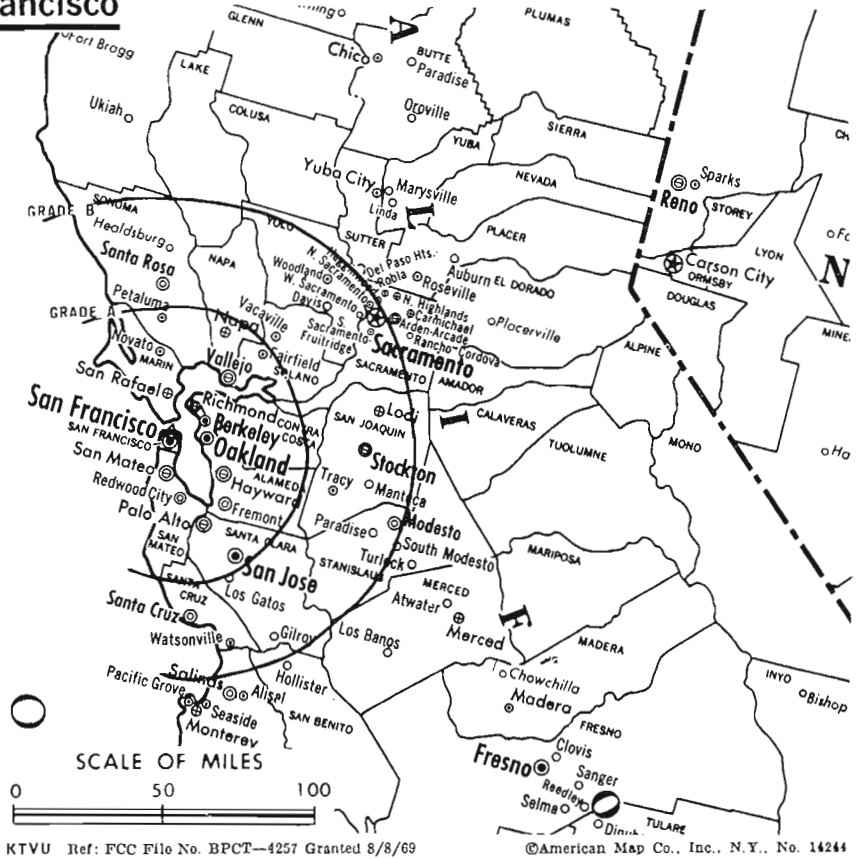 ancisco
GLENN
PLUMAS
A
Fort Bragg
LAKE
Chico
BUTTE
Paradise
Ukiah
COLUSA
Oroville
YUBA
SIERRA
Yuba City
Marysville
Linda
NEVADA
Sparks
Reno
STOREY
GRADE B
SONOMA
YOLO
L
SUTTER
PLACER
LYON
Healdsburg
Santa Rosa
NAPA
Woodland
N. Sacramento
Del Paso Hts.
Robla
Auburn
EL DORADO
Roseville
Carson City
ORMSBY
N
W. Sacramento
Davis
N. Highlands
Carmichael
Arden-Arcade
Rancho Cordova
Placerville
DOUGLAS
Petaluma
GRADE A
Napa
Vacaville
S. Sacramento
Fruitridge
Sacramento
ALPINE
MINE
Novato
MARIN
Vallejo
Fairfield
SOLANO
SACRAMENTO
AMADOR
San Rafael
Richmond
CONTRA COSTA
Lodi
SAN JOAQUIN
I
CALAVERAS
San Francisco
SAN FRANCISCO
Berkeley
Oakland
Stockton
TUOLUMNE
MONO
San Mateo
ALAMEDA
Hayward
Tracy
Manteca
Redwood City
Fremont
Palo Alto
Paradise
Modesto
SAN MATEO
SANTA CLARA
South Modesto
MARIPOSA
San Jose
STANISLAUS
Turlock
SANTA CRUZ
Los Gatos
MERCED
Atwater
F
Santa Cruz
Merced
Watsonville
Gilroy
Los Banos
MADERA
Salinas
Alisal
Hollister
Chowchilla
INYO
Bishop
Pacific Grove
Seaside
Madera
O
Monterey
SAN BENITO
FRESNO
Clovis
Fresno
Sanger
Reedley
Selma
O
TULARE
SCALE OF MILES
0 50 100
KTVU Ref: FCC File No. BPCT—4257 Granted 8/8/69
©American Map Co., Inc., N.Y., No. 14244